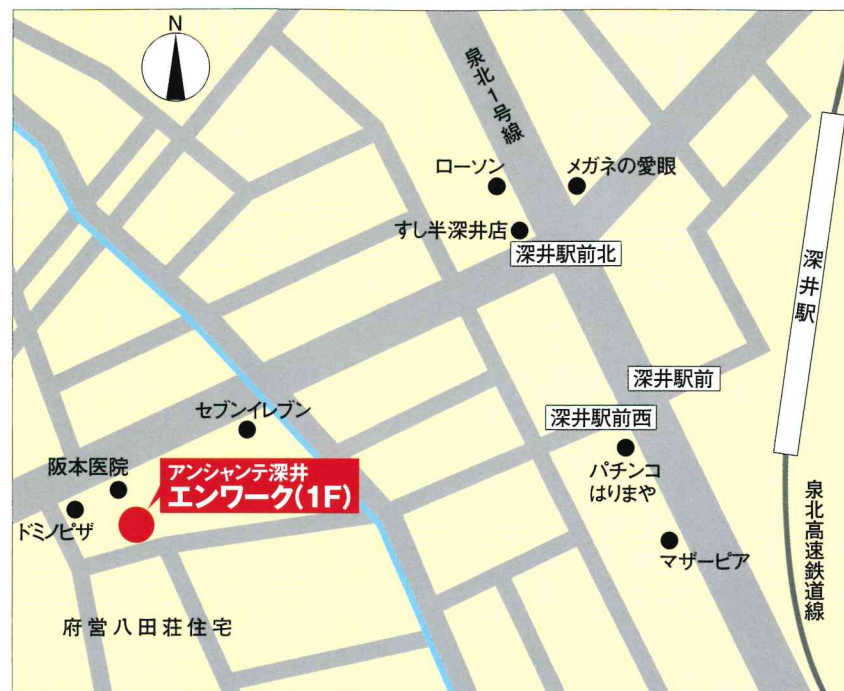 N
泉北1号線
ローソン
メガネの愛眼
すし半深井店
深井駅前北
深井駅
深井駅前
セブンイレブン
深井駅前西
阪本医院
アンシャンテ深井
エンワーク(1F)
パチンコ
はりまや
ドミノピザ
泉北高速鉄道線
マザーピア
府営八田荘住宅